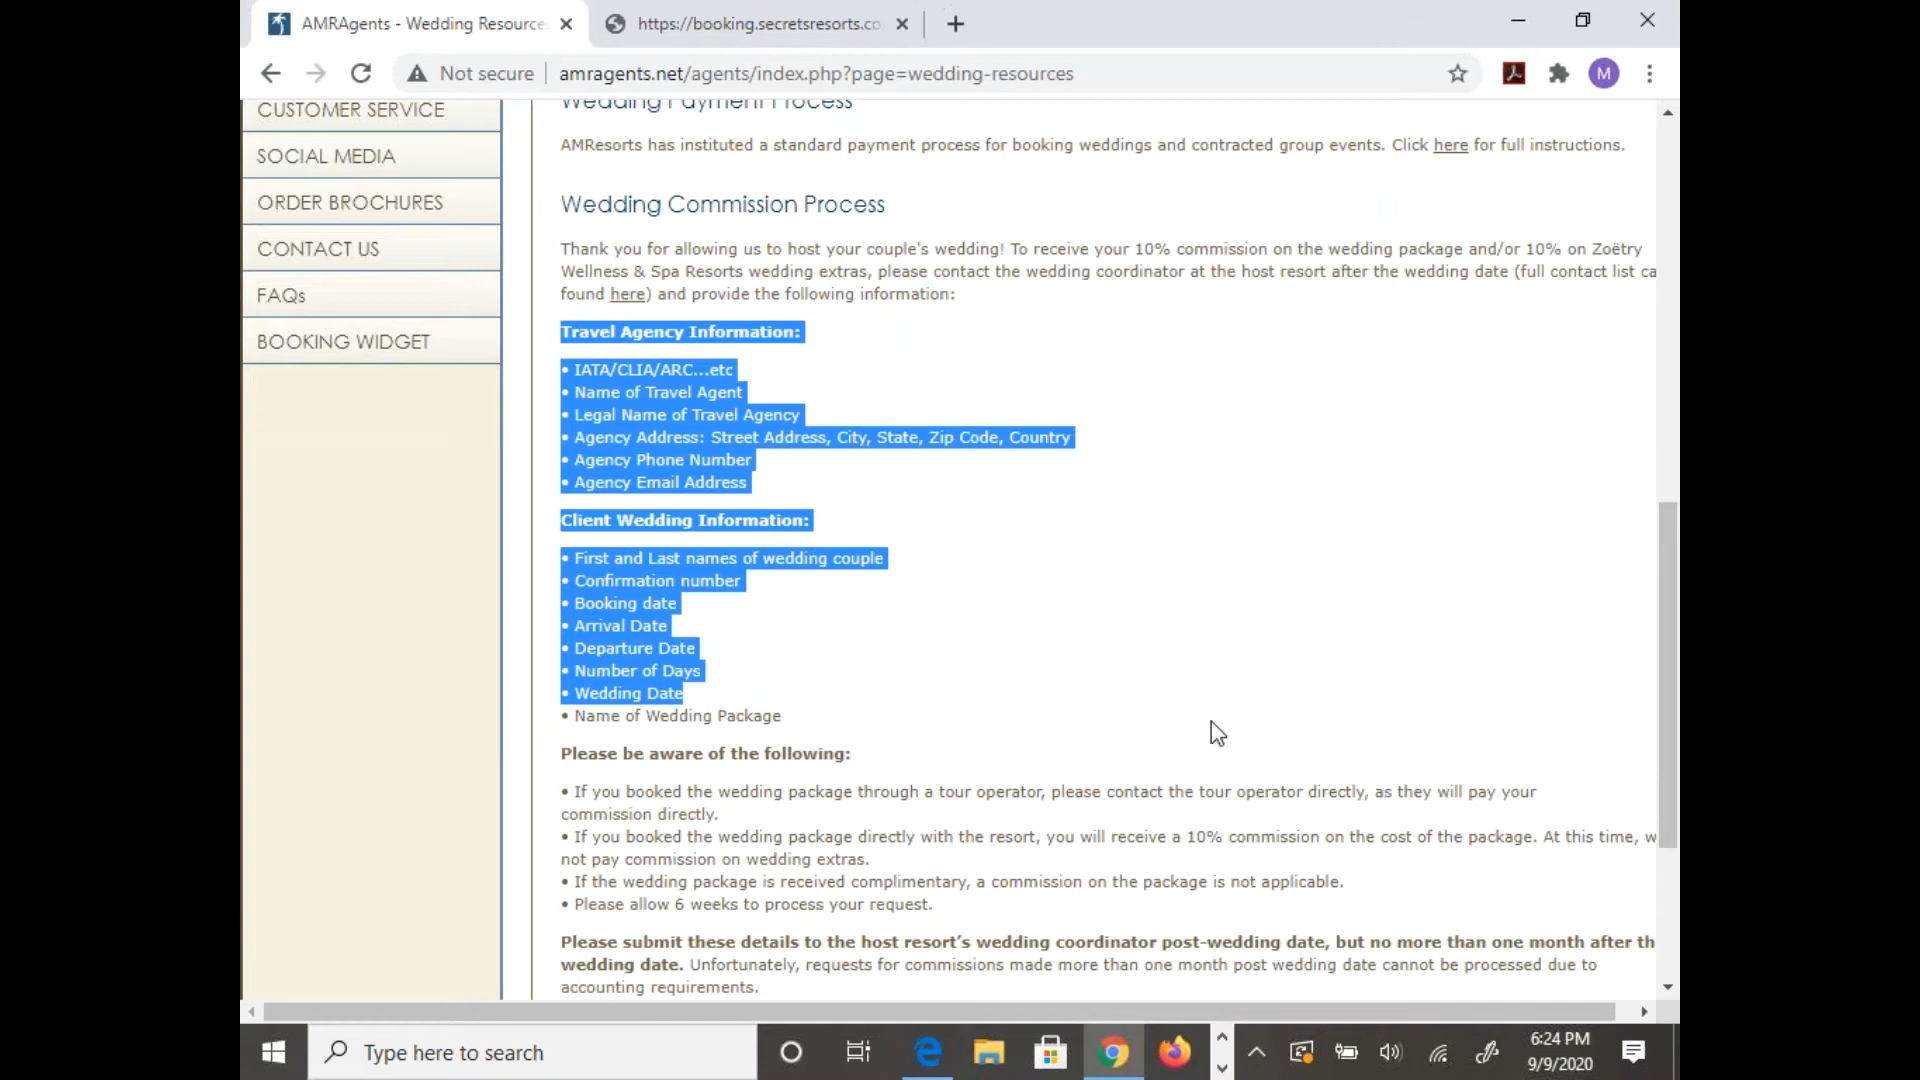 AMRAgents - Wedding Resource
https://booking.secretsresorts.co
Not secure
amragents.net/agents/index.php?page=wedding-resources
M
CUSTOMER SERVICE
SOCIAL MEDIA
ORDER BROCHURES
CONTACT US
FAQs
BOOKING WIDGET
Wedding Payment Process
AMResorts has instituted a standard payment process for booking weddings and contracted group events. Click here for full instructions.
Wedding Commission Process
Thank you for allowing us to host your couple's wedding! To receive your 10% commission on the wedding package and/or 10% on Zoëtry
Wellness & Spa Resorts wedding extras, please contact the wedding coordinator at the host resort after the wedding date (full contact list ca
found here) and provide the following information:
Travel Agency Information:
• IATA/CLIA/ARC...etc
• Name of Travel Agent
• Legal Name of Travel Agency
• Agency Address: Street Address, City, State, Zip Code, Country
• Agency Phone Number
• Agency Email Address
Client Wedding Information:
• First and Last names of wedding couple
• Confirmation number
• Booking date
• Arrival Date
• Departure Date
• Number of Days
• Wedding Date
• Name of Wedding Package
Please be aware of the following:
• If you booked the wedding package through a tour operator, please contact the tour operator directly, as they will pay your
commission directly.
• If you booked the wedding package directly with the resort, you will receive a 10% commission on the cost of the package. At this time, w
not pay commission on wedding extras.
• If the wedding package is received complimentary, a commission on the package is not applicable.
• Please allow 6 weeks to process your request.
Please submit these details to the host resort's wedding coordinator post-wedding date, but no more than one month after th
wedding date. Unfortunately, requests for commissions made more than one month post wedding date cannot be processed due to
accounting requirements.
Type here to search
6:24 PM
9/9/2020